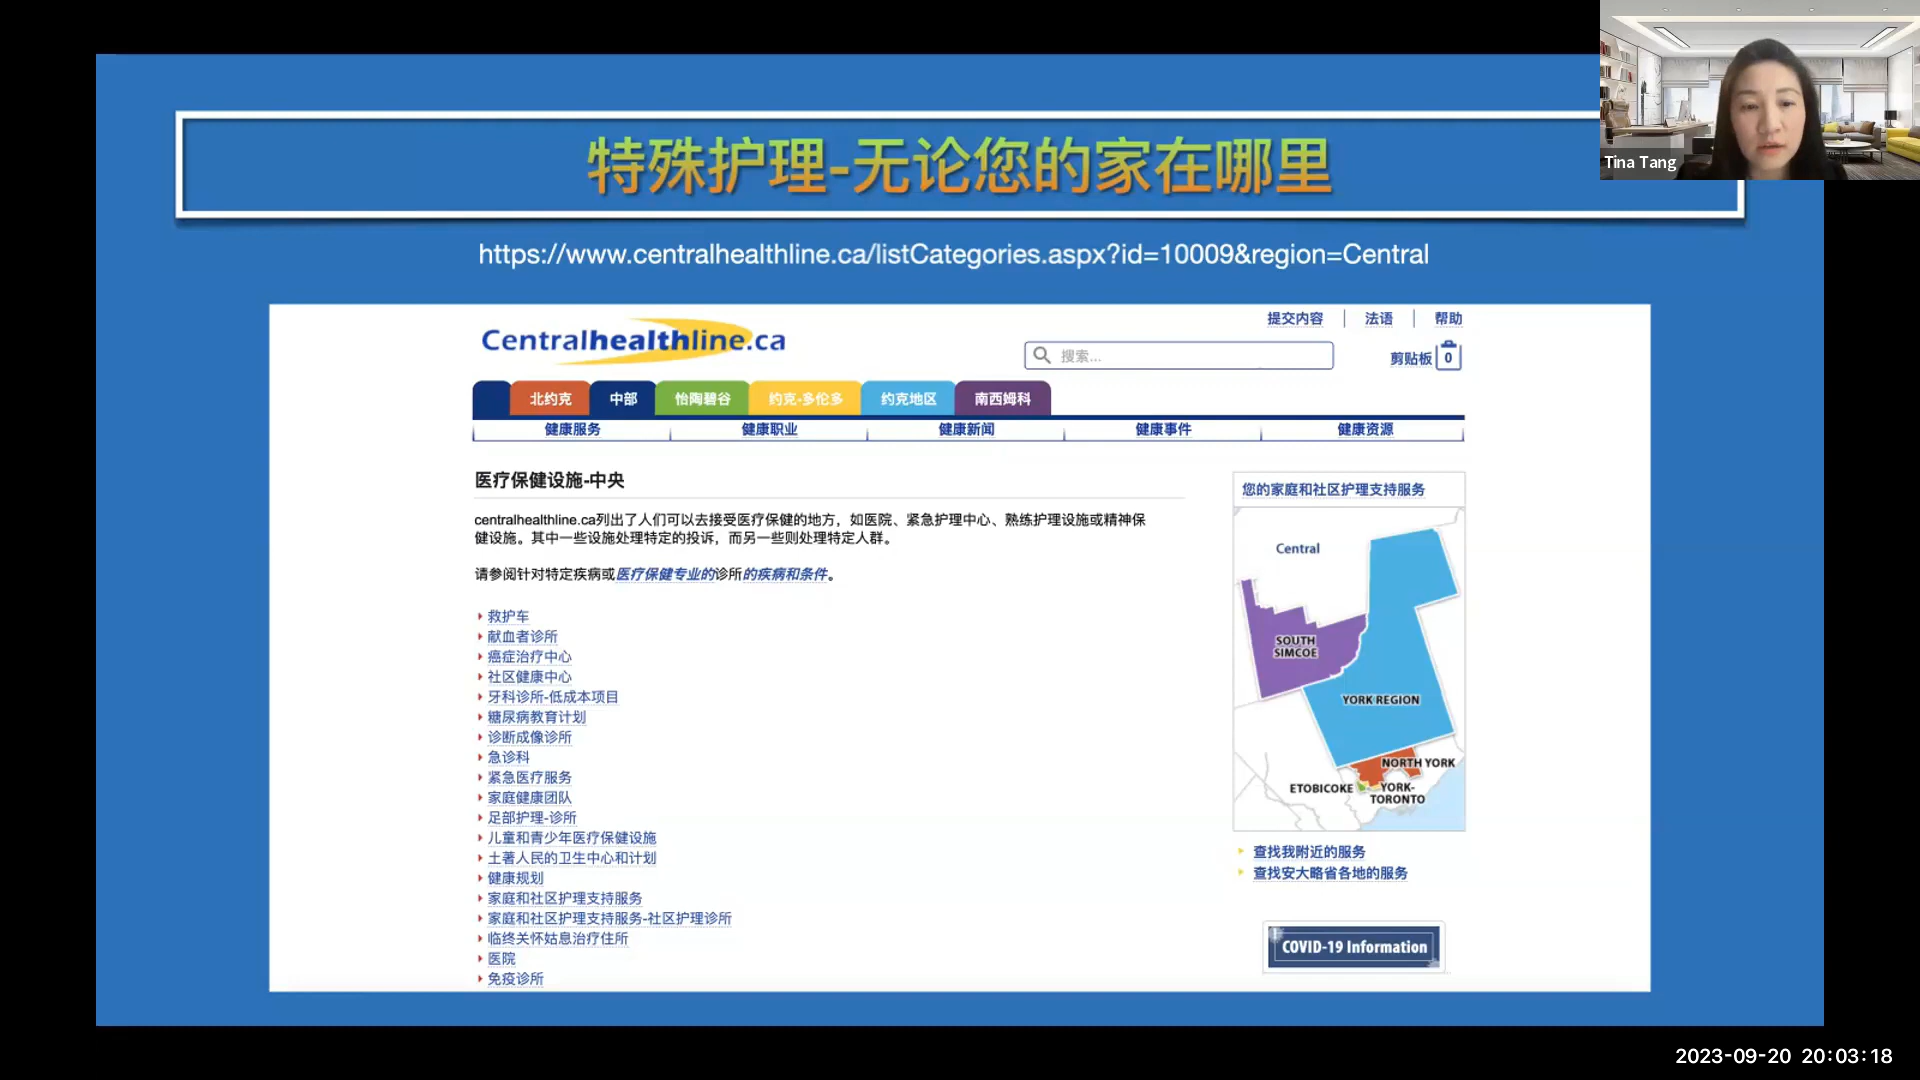 Tina Tang
特殊护理-无论您的家在哪里
https://www.centralhealthline.ca/listCategories.aspx?id=10009&region=Central
Centralhealthline.ca
提交内容 | 法语 | 帮助
搜索...
剪贴板 0
北约克 中部 怡陶碧谷 约克-多伦多 约克地区 南西姆科
健康服务 健康职业 健康新闻 健康事件 健康资源
医疗保健设施-中央
centralhealthline.ca列出了人们可以去接受医疗保健的地方，如医院、紧急护理中心、熟练护理设施或精神保
健设施。其中一些设施处理特定的投诉，而另一些则处理特定人群。
请参阅针对特定疾病或医疗保健专业的诊所的疾病和条件。
救护车
献血者诊所
癌症治疗中心
社区健康中心
牙科诊所-低成本项目
糖尿病教育计划
诊断成像诊所
急诊科
紧急医疗服务
家庭健康团队
足部护理-诊所
儿童和青少年医疗保健设施
土著人民的卫生中心和计划
健康规划
家庭和社区护理支持服务
家庭和社区护理支持服务-社区护理诊所
临终关怀姑息治疗住所
医院
免疫诊所
您的家庭和社区护理支持服务
Central
SOUTH
SIMCOE
YORK REGION
NORTH YORK
ETOBICOKE
YORK-
TORONTO
查找我附近的服务
查找安大略省各地的服务
COVID-19 Information
2023-09-20 20:03:18